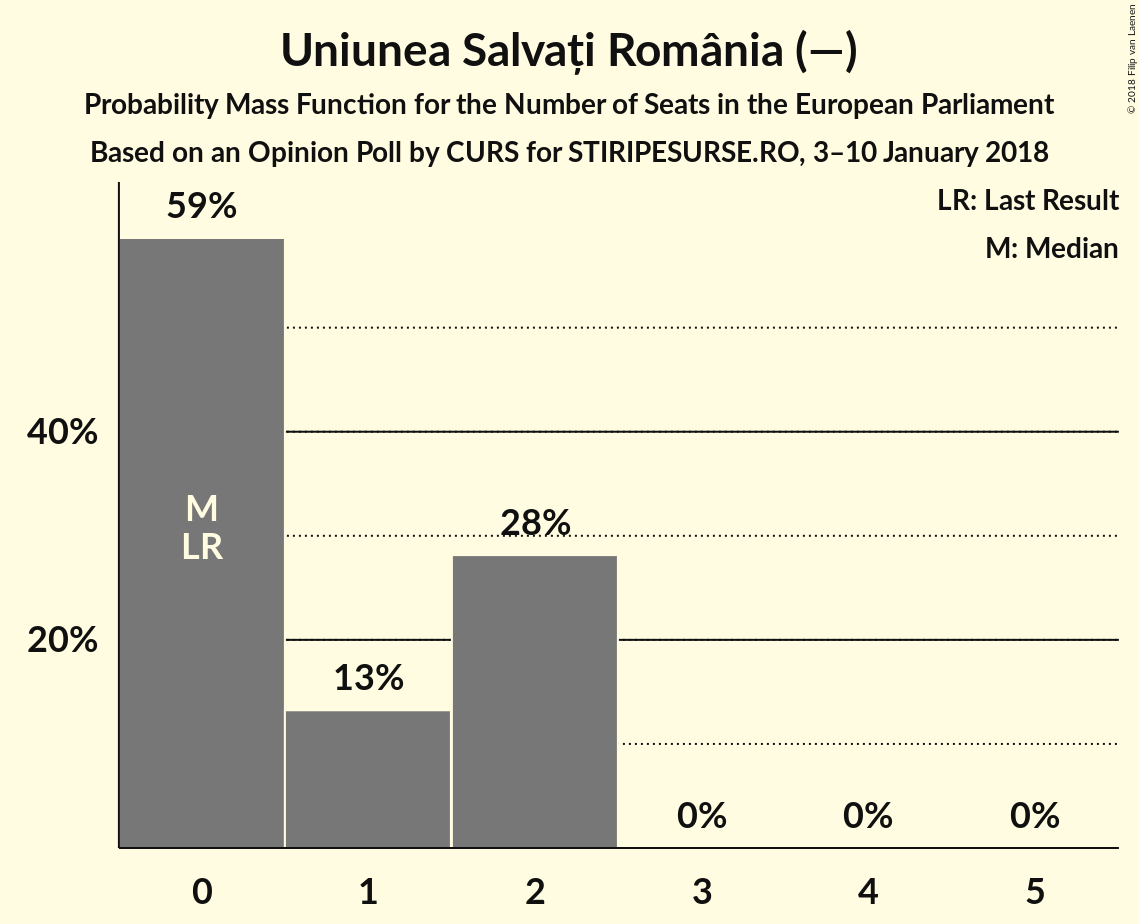 Uniunea Salvați România (—)
Probability Mass Function for the Number of Seats in the European Parliament
Based on an Opinion Poll by CURS for STIRIPESURSE.RO, 3–10 January 2018
© 2018 Filip van Laenen
LR: Last Result
M: Median
59%
40%
M
LR
28%
20%
13%
0%
0%
0%
0
1
2
3
4
5